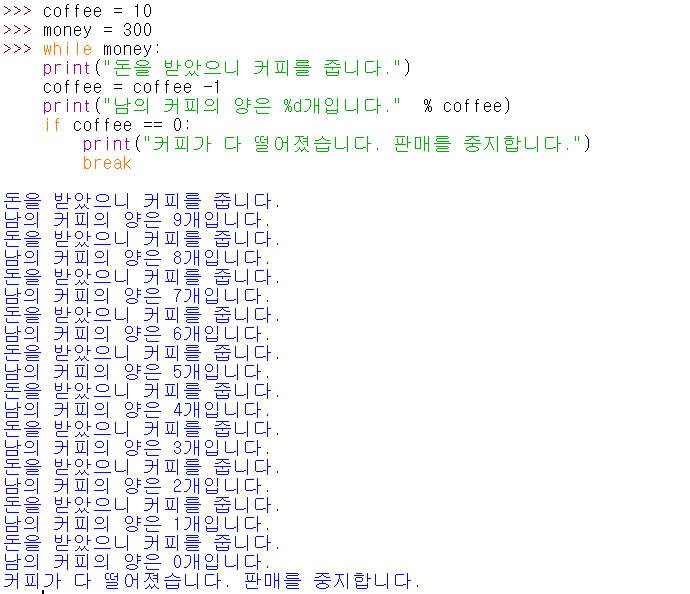 >>> coffee = 10
>>> money = 300
>>> while money:
    print("돈을 받았으니 커피를 줍니다.")
    coffee = coffee -1
    print("남의 커피의 양은 %d개입니다."  % coffee)
    if coffee == 0:
        print("커피가 다 떨어졌습니다. 판매를 중지합니다.")
        break

돈을 받았으니 커피를 줍니다.
남의 커피의 양은 9개입니다.
돈을 받았으니 커피를 줍니다.
남의 커피의 양은 8개입니다.
돈을 받았으니 커피를 줍니다.
남의 커피의 양은 7개입니다.
돈을 받았으니 커피를 줍니다.
남의 커피의 양은 6개입니다.
돈을 받았으니 커피를 줍니다.
남의 커피의 양은 5개입니다.
돈을 받았으니 커피를 줍니다.
남의 커피의 양은 4개입니다.
돈을 받았으니 커피를 줍니다.
남의 커피의 양은 3개입니다.
돈을 받았으니 커피를 줍니다.
남의 커피의 양은 2개입니다.
돈을 받았으니 커피를 줍니다.
남의 커피의 양은 1개입니다.
돈을 받았으니 커피를 줍니다.
남의 커피의 양은 0개입니다.
커피가 다 떨어졌습니다. 판매를 중지합니다.